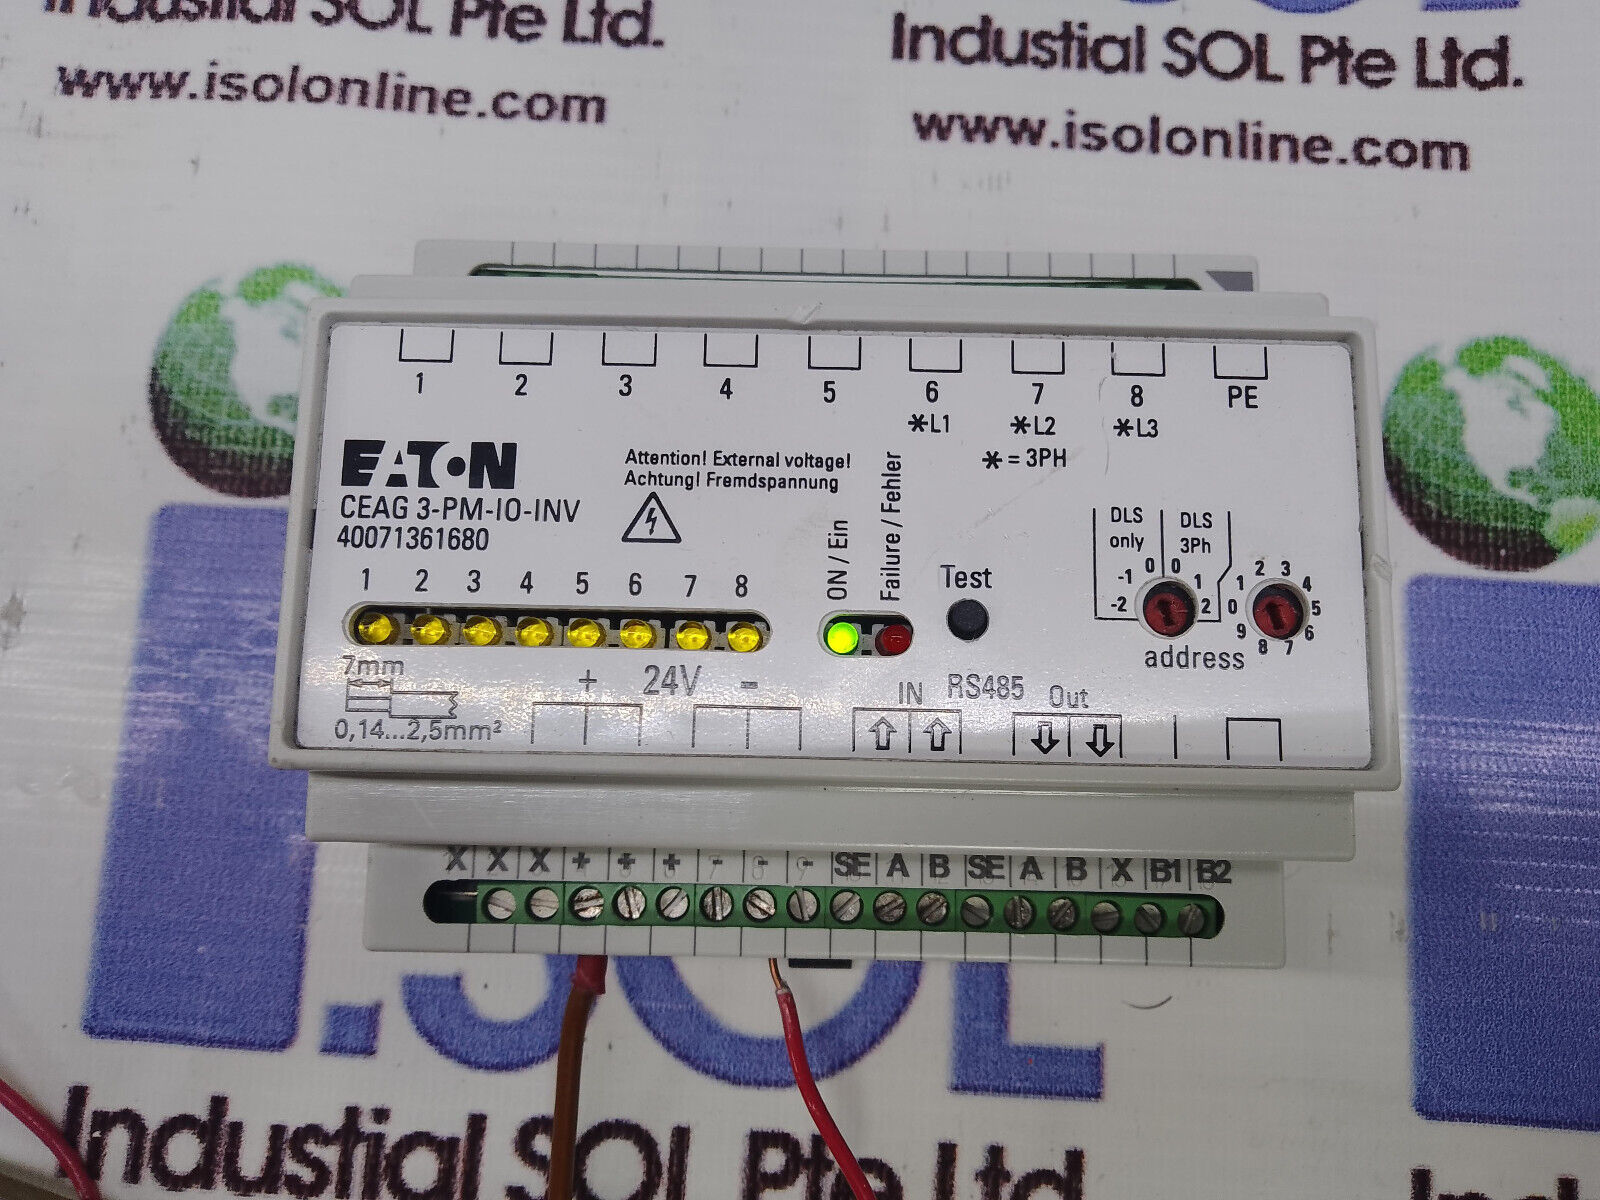 Industial SOL Pte Ltd.
www.isolonline.com
Industial SOL Pte Ltd.
www.isolonline.com
1 2 3 4 5 6 7 8 PE
*L1 *L2 *L3
* = 3PH
EATON
CEAG 3-PM-IO-INV
40071361680
Attention! External voltage!
Achtung! Fremdspannung
ON / Ein
Failure / Fehler
Test
DLS only
DLS 3Ph
-2 -1 0 0 1 2
0 1 2 3 4 5 6 7 8 9
address
1 2 3 4 5 6 7 8
7mm
0,14...2,5mm²
+ 24V -
IN RS485 Out
X X X + + + - - - SE A B SE A B X B1 B2
I.SOL
Industial SOL Pte Ltd